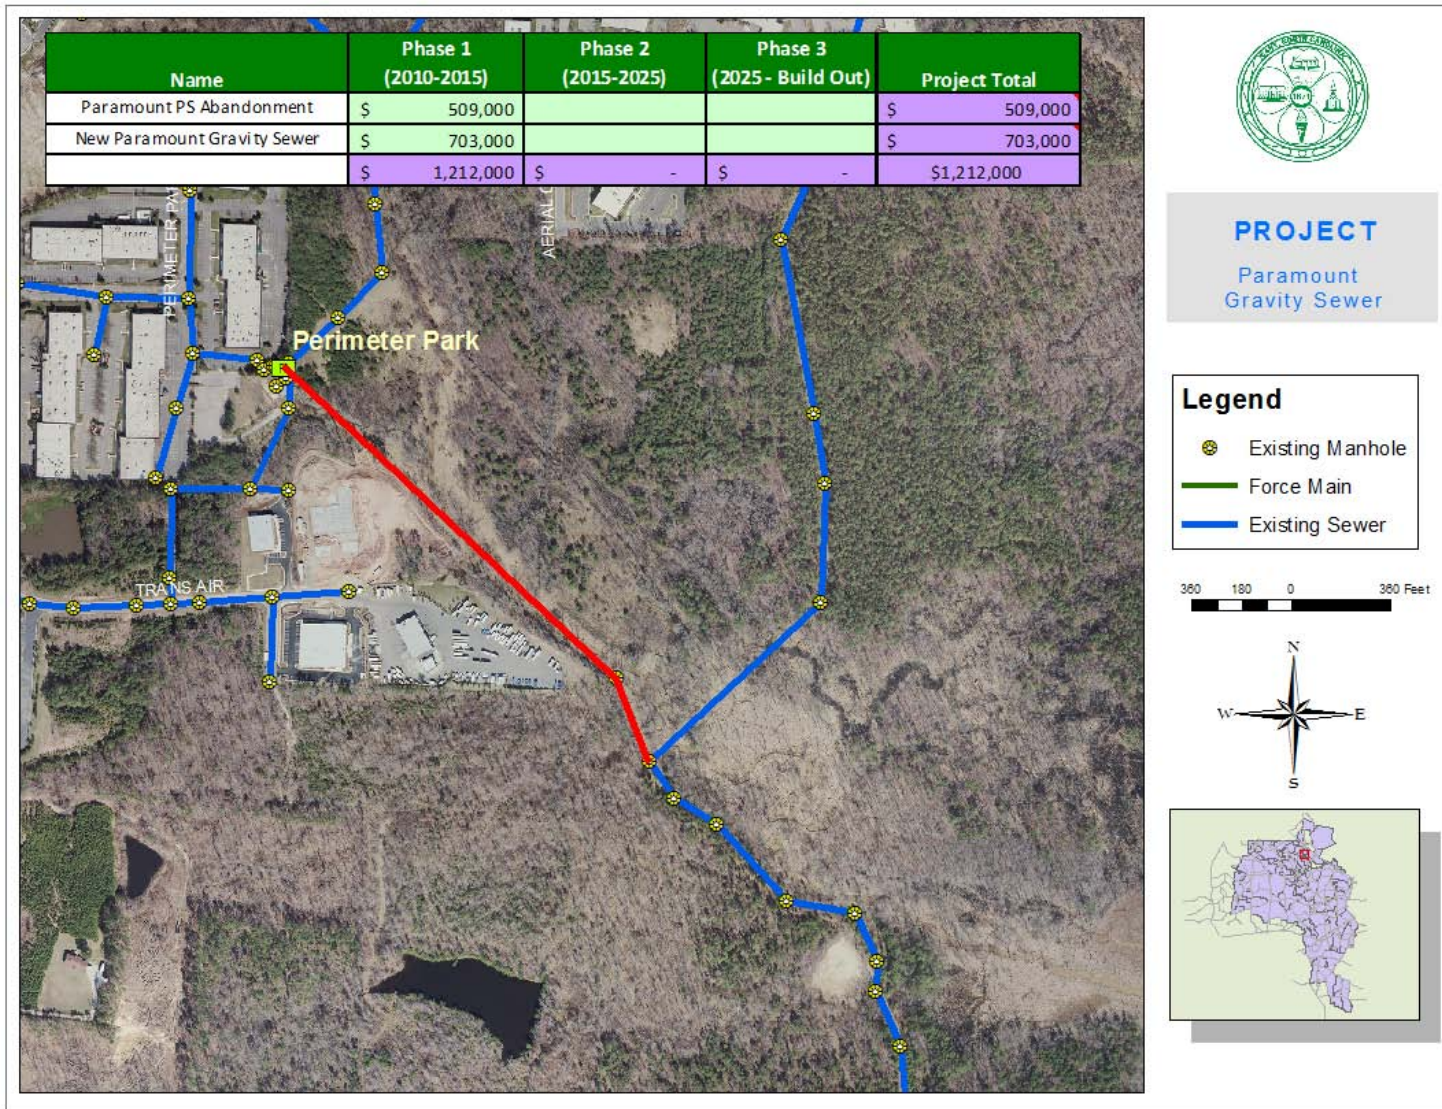 Phase 1 Phase 2 Phase 3
Name (2010-2015) (2015-2025) (2025 - Build Out) Project Total
Paramount PS Abandonment $ 509,000 $ 509,000
New Paramount Gravity Sewer $ 703,000 $ 703,000
$ 1,212,000 $ - $ - $1,212,000
PERIMETER PA
AERIAL C
Perimeter Park
TRANS AIR
1871
PROJECT
Paramount
Gravity Sewer
Legend
Existing Manhole
Force Main
Existing Sewer
360 180 0 360 Feet
N
W E
S